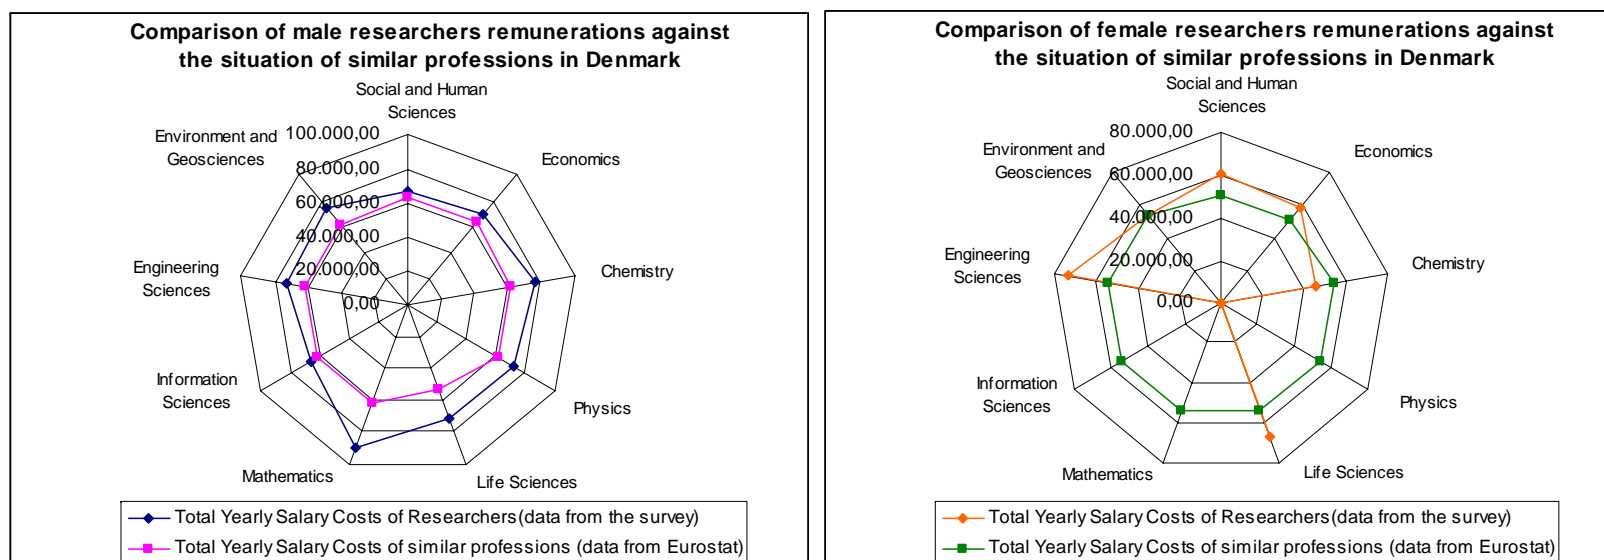 Comparison of male researchers remunerations against
the situation of similar professions in Denmark
Social and Human
Sciences
Economics
Chemistry
Physics
Life Sciences
Mathematics
Information
Sciences
Engineering
Sciences
Environment and
Geosciences
100.000,00
80.000,00
60.000,00
40.000,00
20.000,00
0,00
Total Yearly Salary Costs of Researchers(data from the survey)
Total Yearly Salary Costs of similar professions (data from Eurostat)
Comparison of female researchers remunerations against
the situation of similar professions in Denmark
Social and Human
Sciences
Economics
Chemistry
Physics
Life Sciences
Mathematics
Information
Sciences
Engineering
Sciences
Environment and
Geosciences
80.000,00
60.000,00
40.000,00
20.000,00
0,00
Total Yearly Salary Costs of Researchers(data from the survey)
Total Yearly Salary Costs of similar professions (data from Eurostat)